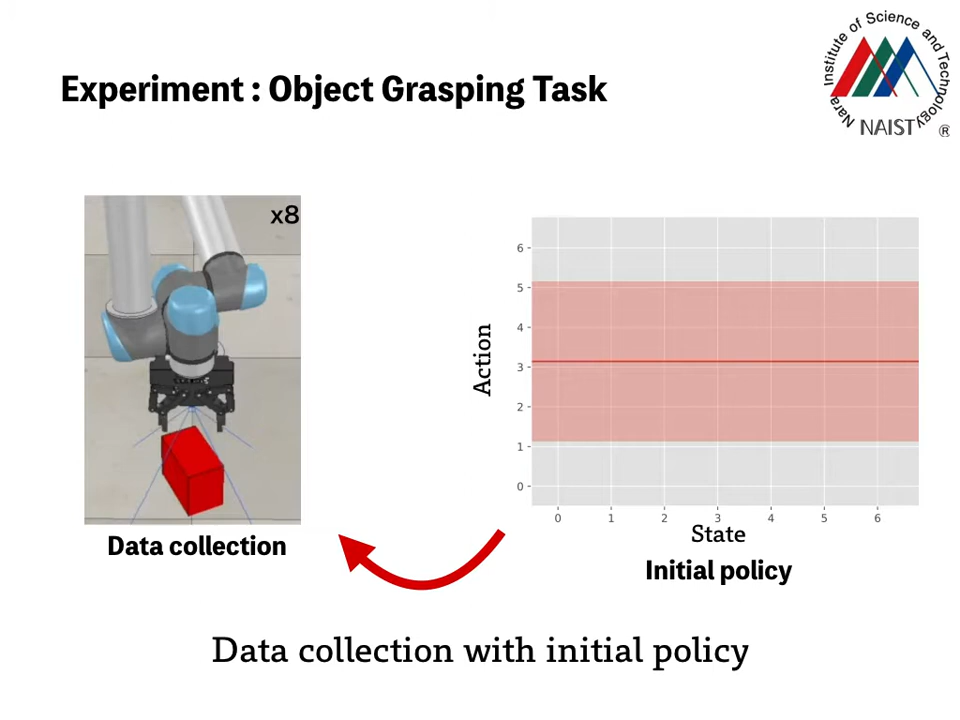 Nara Institute of Science and Technology
NAIST ®
Experiment : Object Grasping Task
x8
Action
6
5
4
3
2
1
0
0 1 2 3 4 5 6
State
Data collection
Initial policy
Data collection with initial policy